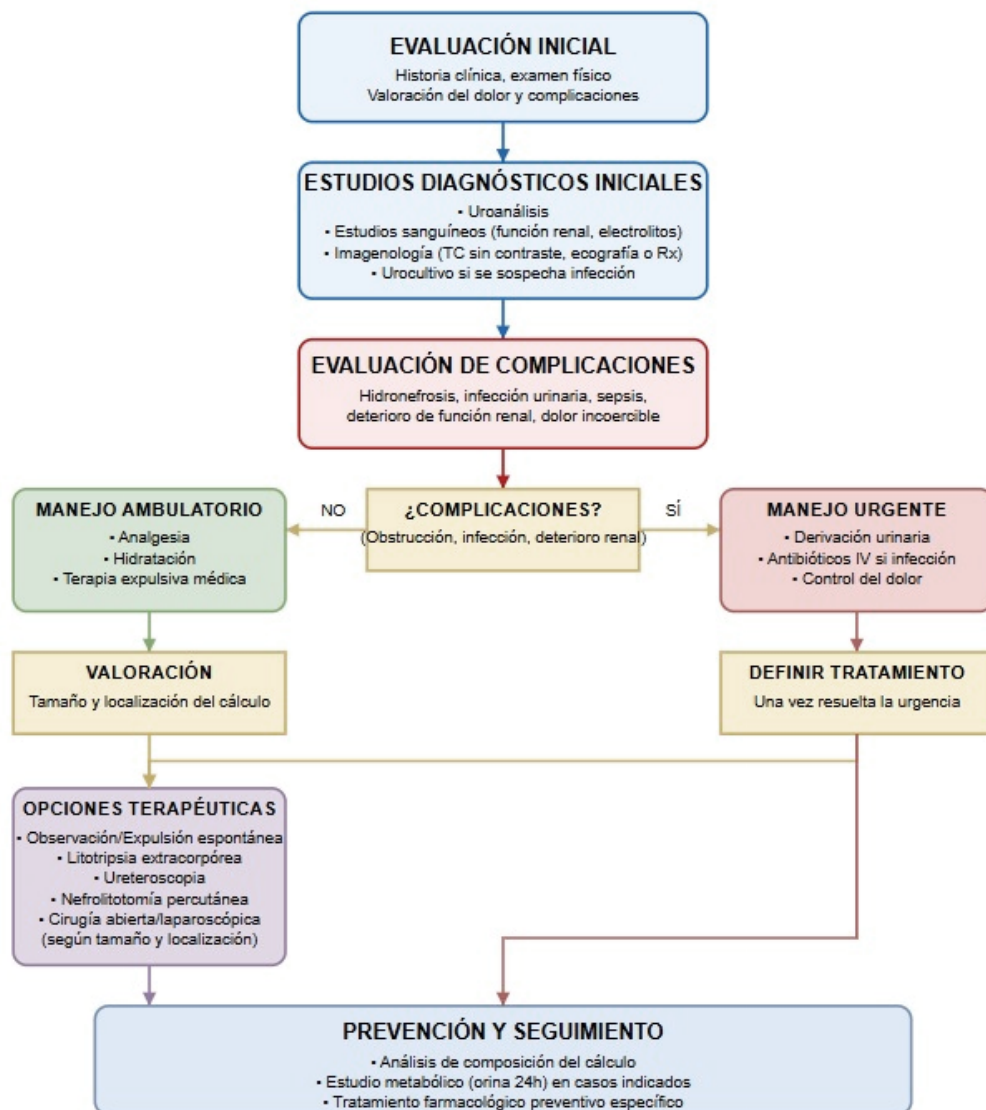 EVALUACIÓN INICIAL
Historia clínica, examen físico
Valoración del dolor y complicaciones
ESTUDIOS DIAGNÓSTICOS INICIALES
▪ Uroanálisis
▪ Estudios sanguíneos (función renal, electrolitos)
▪ Imagenología (TC sin contraste, ecografía o Rx)
▪ Urocultivo si se sospecha infección
EVALUACIÓN DE COMPLICACIONES
Hidronefrosis, infección urinaria, sepsis,
deterioro de función renal, dolor incoercible
MANEJO AMBULATORIO
▪ Analgesia
▪ Hidratación
▪ Terapia expulsiva médica
NO
¿COMPLICACIONES?
(Obstrucción, infección, deterioro renal)
SÍ
MANEJO URGENTE
▪ Derivación urinaria
▪ Antibióticos IV si infección
▪ Control del dolor
VALORACIÓN
Tamaño y localización del cálculo
DEFINIR TRATAMIENTO
Una vez resuelta la urgencia
OPCIONES TERAPÉUTICAS
▪ Observación/Expulsión espontánea
▪ Litotripsia extracorpórea
▪ Ureteroscopia
▪ Nefrolitotomía percutánea
▪ Cirugía abierta/laparoscópica
(según tamaño y localización)
PREVENCIÓN Y SEGUIMIENTO
▪ Análisis de composición del cálculo
▪ Estudio metabólico (orina 24h) en casos indicados
▪ Tratamiento farmacológico preventivo específico